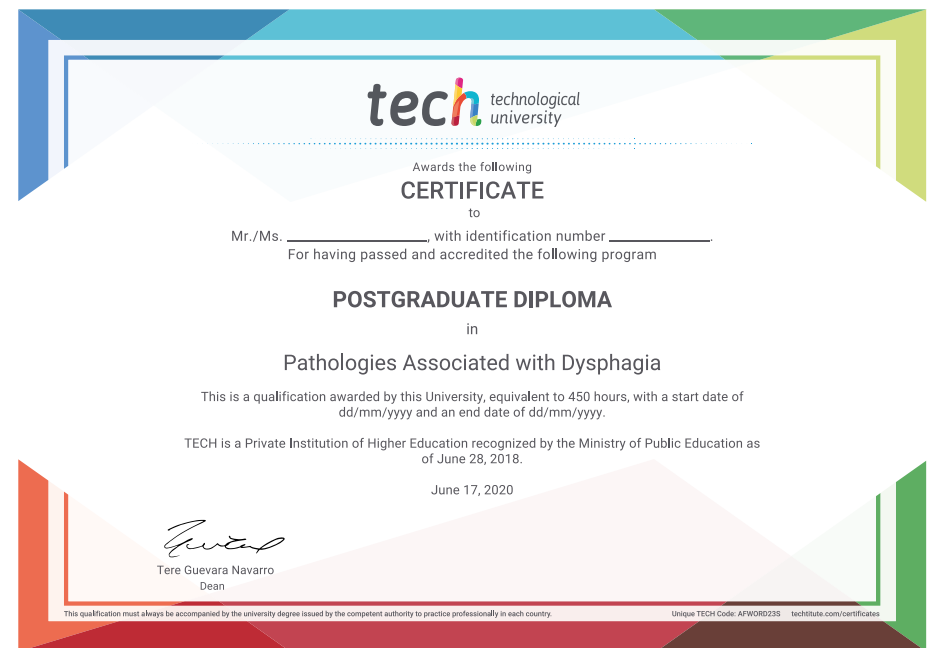 tech technological
university
Awards the following
CERTIFICATE
to
Mr./Ms. ____________, with identification number ____________.
For having passed and accredited the following program
POSTGRADUATE DIPLOMA
in
Pathologies Associated with Dysphagia
This is a qualification awarded by this University, equivalent to 450 hours, with a start date of
dd/mm/yyyy and an end date of dd/mm/yyyy.
TECH is a Private Institution of Higher Education recognized by the Ministry of Public Education as
of June 28, 2018.
June 17, 2020
Tere Guevara Navarro
Dean
This qualification must always be accompanied by the university degree issued by the competent authority to practice professionally in each country. Unique TECH Code: AFWORD23S techtitute.com/certificates